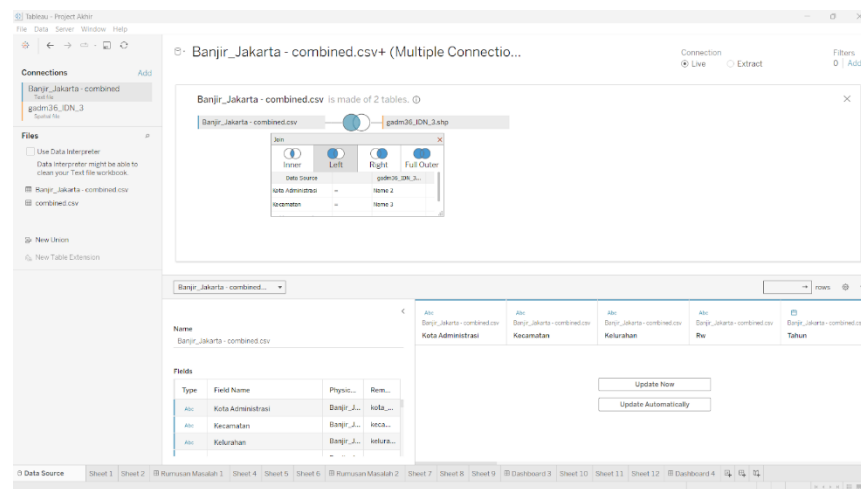 Tableau - Project Akhir
File Data Server Window Help
Connections Add
Banjir_Jakarta - combined
Text file
gadm36_IDN_3
Spatial file
Files
Use Data Interpreter
Data Interpreter might be able to
clean your Text file workbook.
Banjir_Jakarta - combined.csv
combined.csv
New Union
New Table Extension
Banjir_Jakarta - combined.csv+ (Multiple Connectio...
Connection
Live Extract
Filters
0 Add
Banjir_Jakarta - combined.csv is made of 2 tables.
Banjir_Jakarta - combined.csv gadm36_IDN_3.shp
Join
Inner Left Right Full Outer
Data Source gadm36_IDN_3...
Kota Administrasi = Name 2
Kecamatan = Name 3
Banjir_Jakarta - combined... rows
Name
Banjir_Jakarta - combined.csv
Fields
Type Field Name Physic... Rem...
Abc Kota Administrasi Banjir_J... kota_...
Abc Kecamatan Banjir_J... keca...
Abc Kelurahan Banjir_J... kelura...
Abc Abc Abc Abc
Banjir_Jakarta - combined.csv Banjir_Jakarta - combined.csv Banjir_Jakarta - combined.csv Banjir_Jakarta - combined.csv Banjir_Jakarta - combined.cs
Kota Administrasi Kecamatan Kelurahan Rw Tahun
Update Now
Update Automatically
Data Source Sheet 1 Sheet 2 Rumusan Masalah 1 Sheet 4 Sheet 5 Sheet 6 Rumusan Masalah 2 Sheet 7 Sheet 8 Sheet 9 Dashboard 3 Sheet 10 Sheet 11 Sheet 12 Dashboard 4